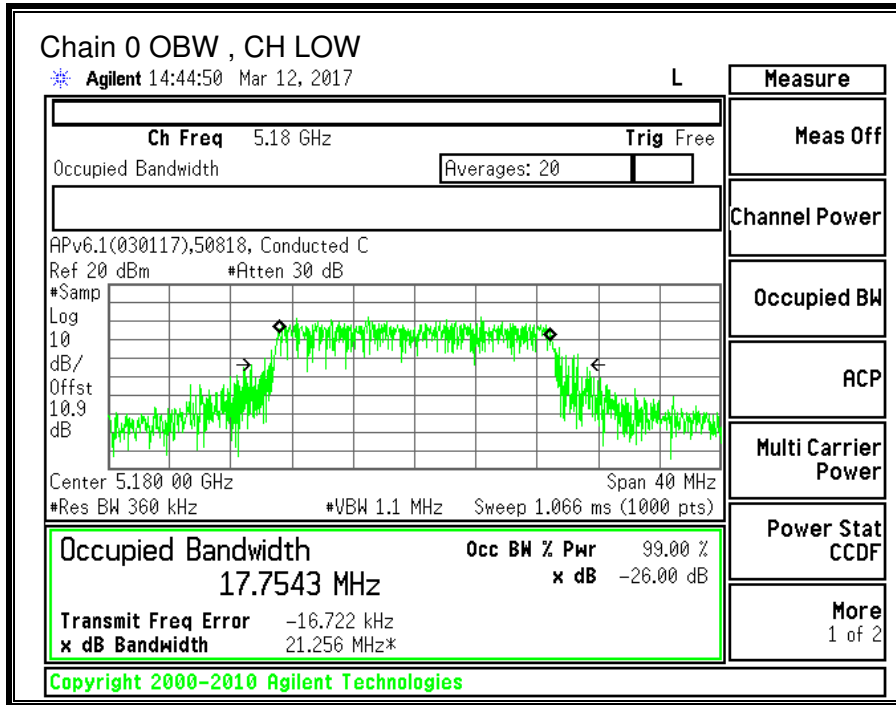 Chain 0 OBW , CH LOW
Agilent 14:44:50 Mar 12, 2017 L
Measure
Ch Freq 5.18 GHz Trig Free
Occupied Bandwidth Averages: 20
APv6.1(030117),50818, Conducted C
Ref 20 dBm #Atten 30 dB
#Samp
Log
10
dB/
Offst
10.9
dB
Center 5.180 00 GHz Span 40 MHz
#Res BW 360 kHz #VBW 1.1 MHz Sweep 1.066 ms (1000 pts)
Occupied Bandwidth Occ BW % Pwr 99.00 %
17.7543 MHz x dB -26.00 dB
Transmit Freq Error -16.722 kHz
x dB Bandwidth 21.256 MHz*
Copyright 2000-2010 Agilent Technologies
Meas Off
Channel Power
Occupied BW
ACP
Multi Carrier
Power
Power Stat
CCDF
More
1 of 2